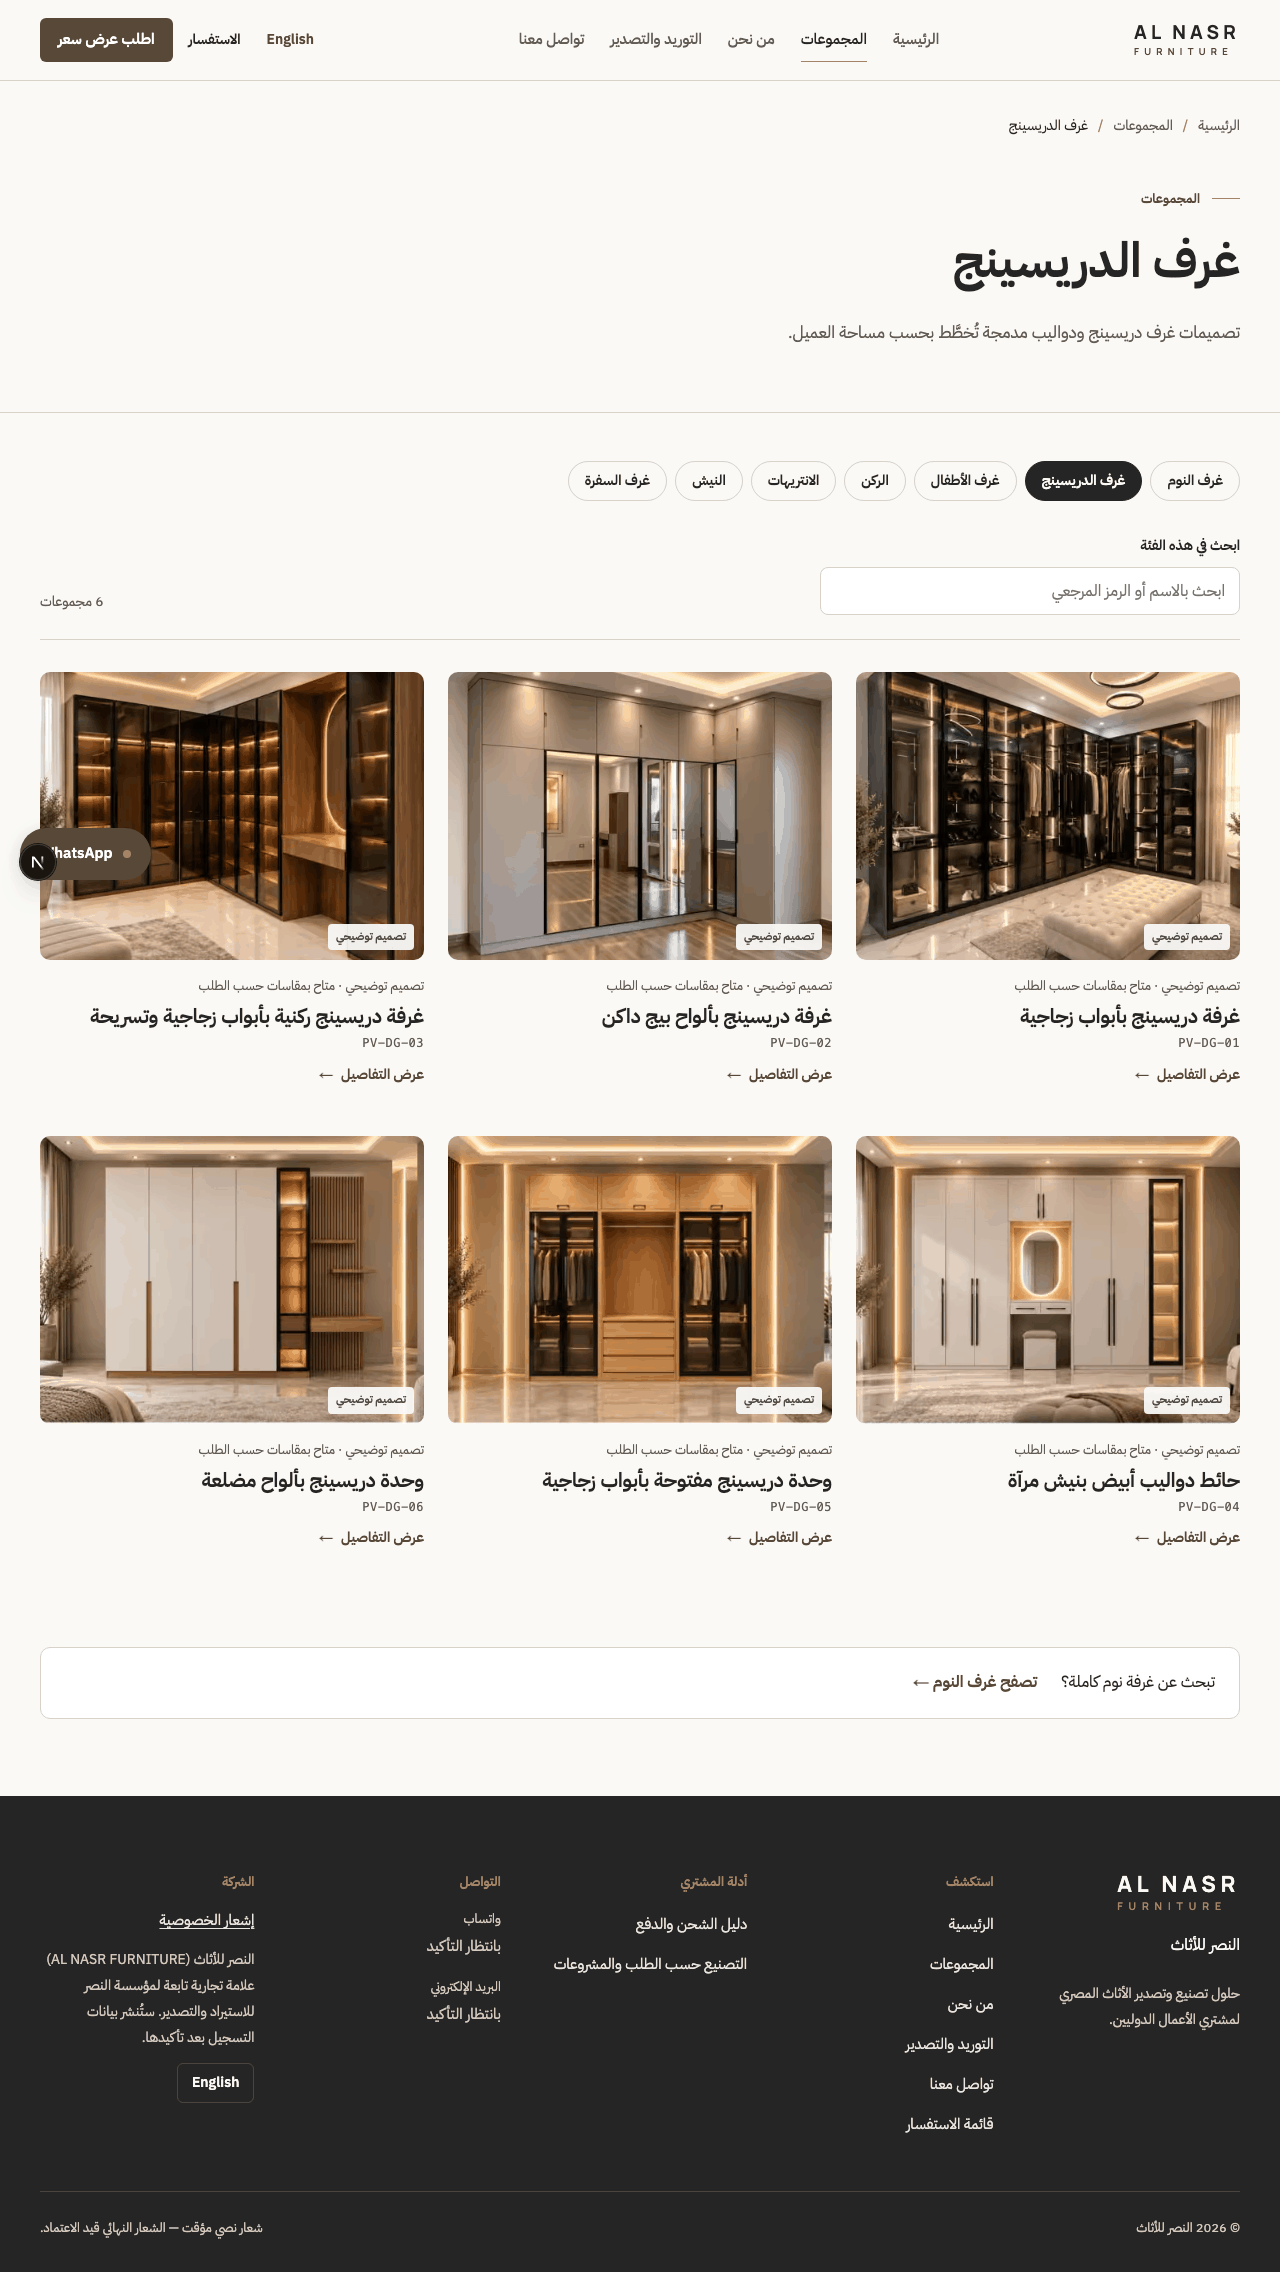 AL NASR
FURNITURE
الرئيسية
المجموعات
من نحن
التوريد والتصدير
تواصل معنا
English
الاستفسار
اطلب عرض سعر
الرئيسية / المجموعات / غرف الدريسينج
المجموعات
غرف الدريسينج
تصميمات غرف دريسينج ودواليب مدمجة تُخطَّط بحسب مساحة العميل.
غرف النوم
غرف الدريسينج
غرف الأطفال
الركن
الانتريهات
النيش
غرف السفرة
ابحث في هذه الفئة
ابحث بالاسم أو الرمز المرجعي
6 مجموعات
تصميم توضيحي
تصميم توضيحي · متاح بمقاسات حسب الطلب
غرفة دريسينج بأبواب زجاجية
PV-DG-01
عرض التفاصيل ←
تصميم توضيحي
تصميم توضيحي · متاح بمقاسات حسب الطلب
غرفة دريسينج بألواح بيج داكن
PV-DG-02
عرض التفاصيل ←
تصميم توضيحي
تصميم توضيحي · متاح بمقاسات حسب الطلب
غرفة دريسينج ركنية بأبواب زجاجية وتسريحة
PV-DG-03
عرض التفاصيل ←
تصميم توضيحي
تصميم توضيحي · متاح بمقاسات حسب الطلب
حائط دواليب أبيض بنيش مرآة
PV-DG-04
عرض التفاصيل ←
تصميم توضيحي
تصميم توضيحي · متاح بمقاسات حسب الطلب
وحدة دريسينج مفتوحة بأبواب زجاجية
PV-DG-05
عرض التفاصيل ←
تصميم توضيحي
تصميم توضيحي · متاح بمقاسات حسب الطلب
وحدة دريسينج بألواح مضلعة
PV-DG-06
عرض التفاصيل ←
تبحث عن غرفة نوم كاملة؟ تصفح غرف النوم ←
AL NASR
FURNITURE
النصر للأثاث
حلول تصنيع وتصدير الأثاث المصري
لمشتري الأعمال الدوليين.
استكشف
الرئيسية
المجموعات
من نحن
التوريد والتصدير
تواصل معنا
قائمة الاستفسار
أدلة المشتري
دليل الشحن والدفع
التصنيع حسب الطلب والمشروعات
التواصل
واتساب
بانتظار التأكيد
البريد الإلكتروني
بانتظار التأكيد
الشركة
إشعار الخصوصية
النصر للأثاث (AL NASR FURNITURE)
علامة تجارية تابعة لمؤسسة النصر
للاستيراد والتصدير. ستُنشر بيانات
التسجيل بعد تأكيدها.
English
© 2026 النصر للأثاث
شعار نصي مؤقت — الشعار النهائي قيد الاعتماد.